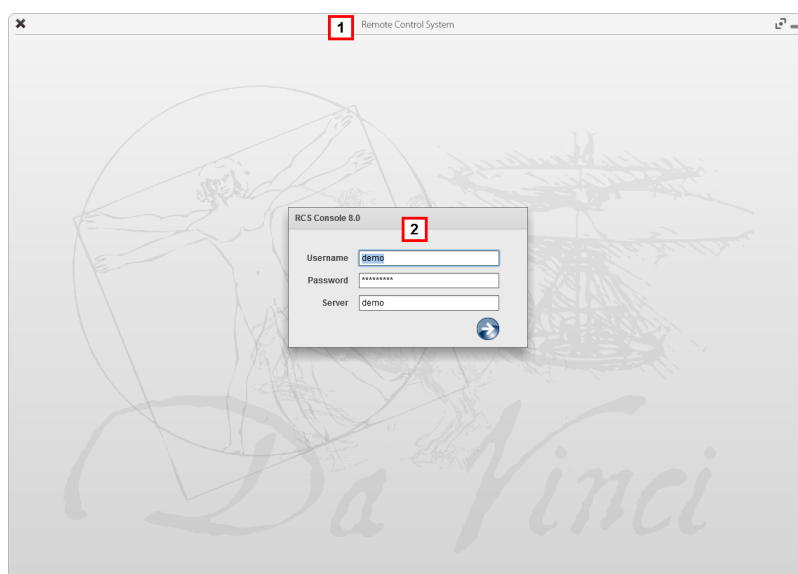 1
Remote Control System
RCS Console 8.0
2
Username demo
Password *********
Server demo
Da Vinci